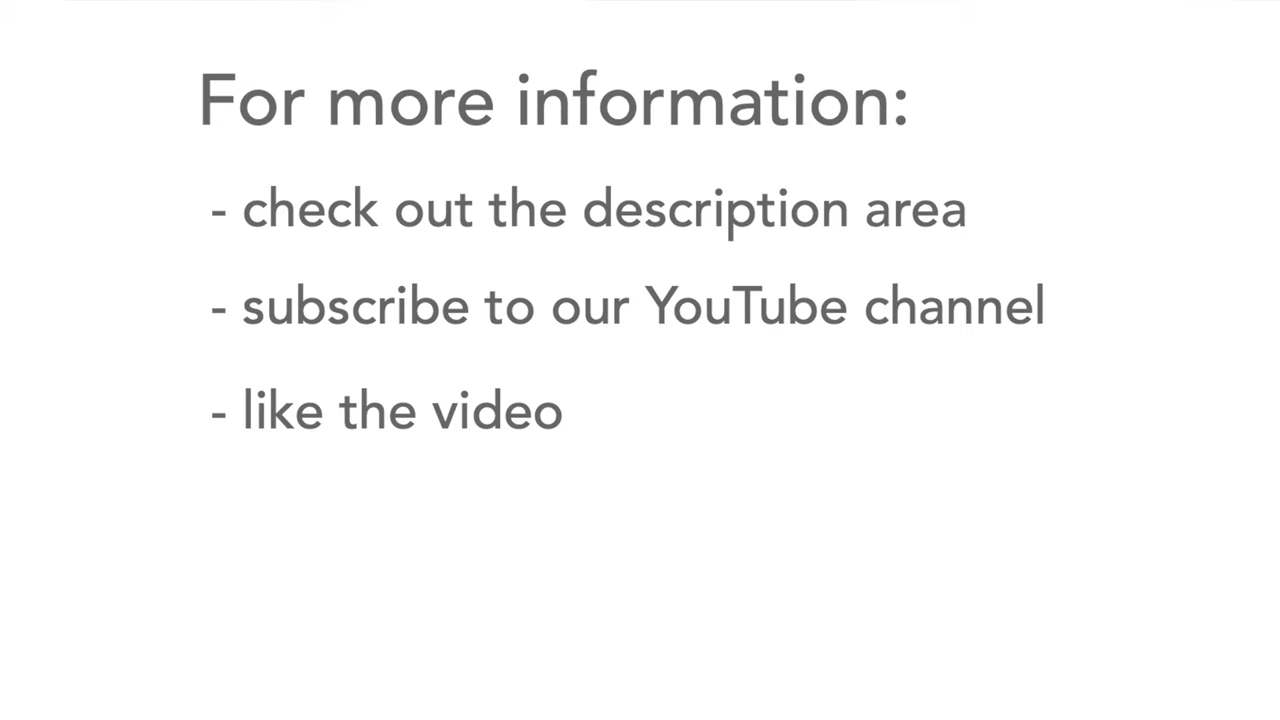 For more information:
- check out the description area
- subscribe to our YouTube channel
- like the video